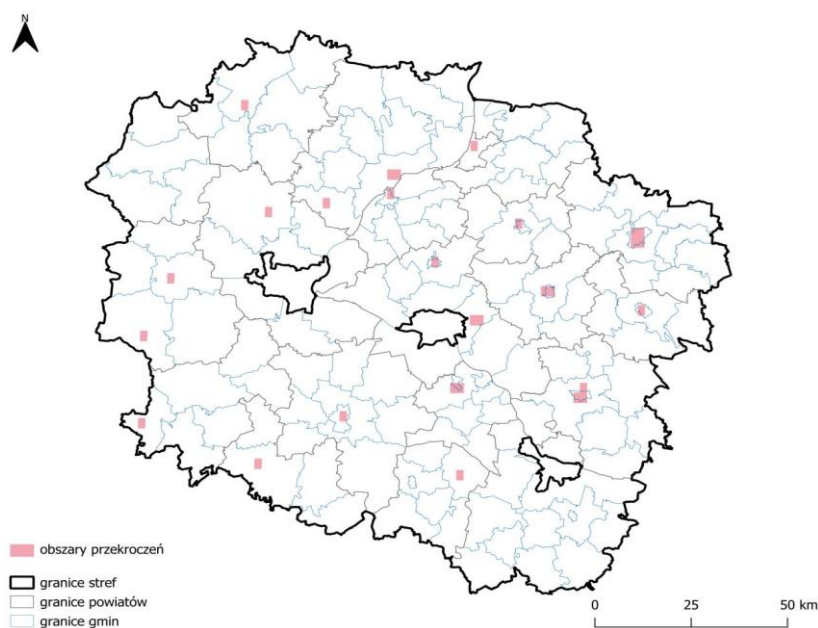 N
obszary przekroczeń
granice stref
granice powiatów
granice gmin
0 25 50 km